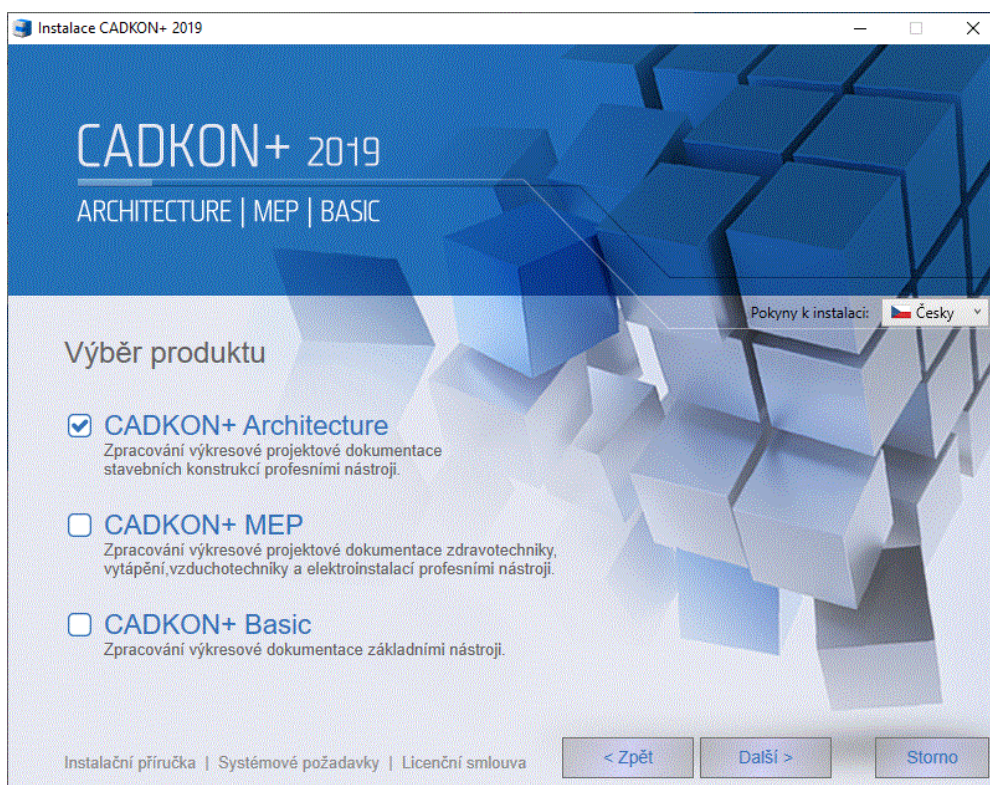 Instalace CADKON+ 2019
CADKON+ 2019
ARCHITECTURE | MEP | BASIC
Pokyny k instalaci: Česky
Výběr produktu
CADKON+ Architecture
Zpracování výkresové projektové dokumentace
stavebních konstrukcí profesními nástroji.
CADKON+ MEP
Zpracování výkresové projektové dokumentace zdravotechniky,
vytápění,vzduchotechniky a elektroinstalací profesními nástroji.
CADKON+ Basic
Zpracování výkresové dokumentace základními nástroji.
Instalační příručka | Systémové požadavky | Licenční smlouva
< Zpět Další > Storno